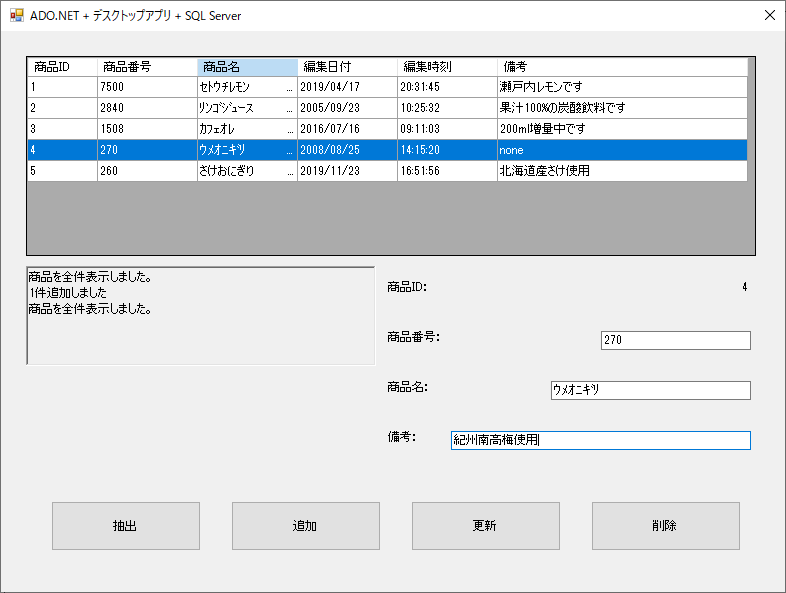 ADO.NET + デスクトップアプリ + SQL Server
商品ID 商品番号 商品名 編集日付 編集時刻 備考
1 7500 ｾﾄｳﾁﾚﾓﾝ ... 2019/04/17 20:31:45 瀬戸内レモンです
2 2840 ﾘﾝｺﾞｼﾞｭｰｽ ... 2005/09/23 10:25:32 果汁100%の炭酸飲料です
3 1508 ｶﾌｪｵﾚ ... 2016/07/16 09:11:03 200ml増量中です
4 270 ｳﾒｵﾆｷﾞﾘ ... 2008/08/25 14:15:20 none
5 260 さけおにぎり ... 2019/11/23 16:51:56 北海道産さけ使用
商品を全件表示しました。
1件追加しました
商品を全件表示しました。
商品ID: 4
商品番号: 270
商品名: ｳﾒｵﾆｷﾞﾘ
備考: 紀州南高梅使用
抽出 追加 更新 削除